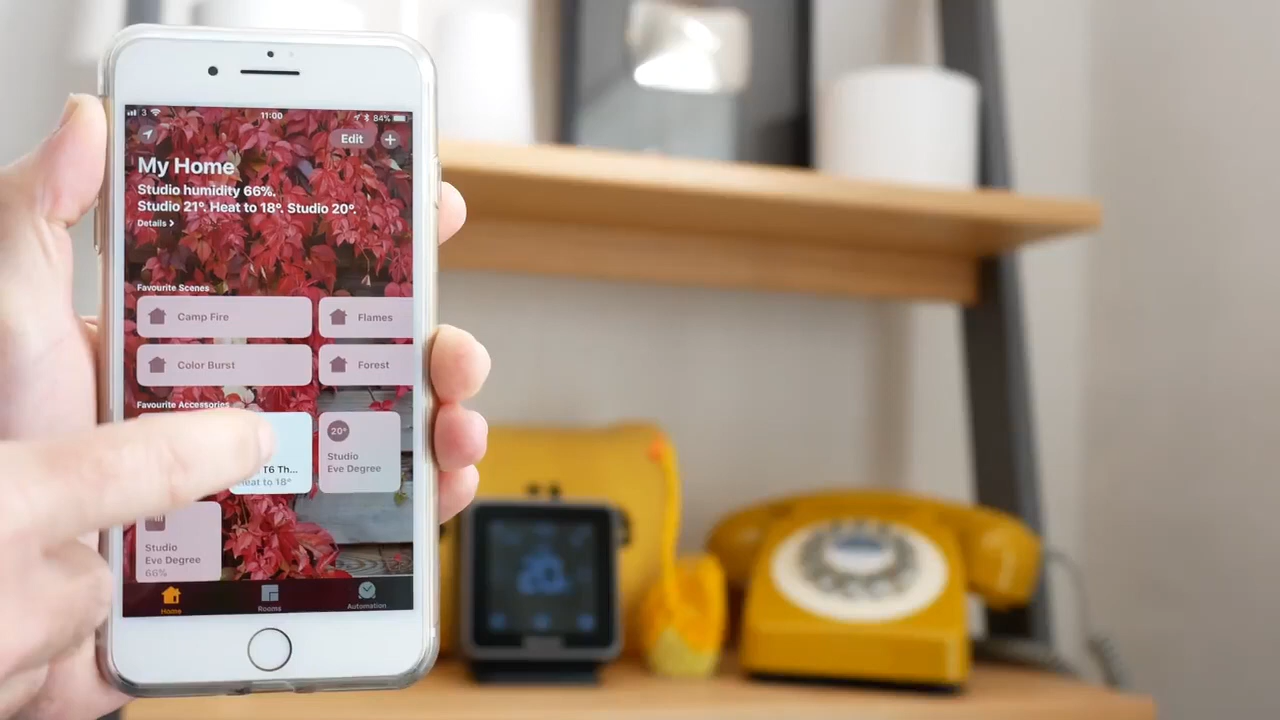 3
11:00
84%
Edit +
My Home
Studio humidity 66%.
Studio 21°. Heat to 18°. Studio 20°.
Details >
Favourite Scenes
Camp Fire
Flames
Color Burst
Forest
Favourite Accessories
T6 Th...
Heat to 18°
20°
Studio
Eve Degree
Studio
Eve Degree
66%
Home
Rooms
Automation